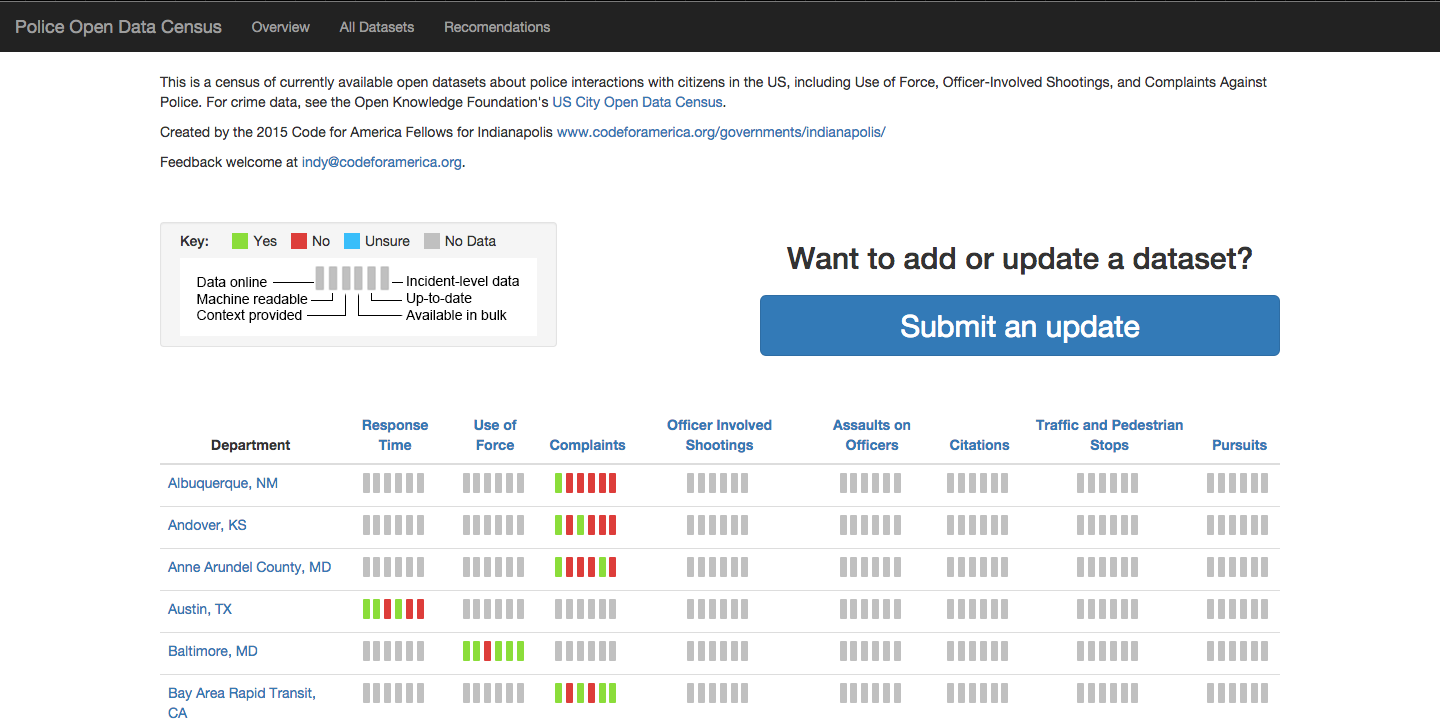 Police Open Data Census Overview All Datasets Recomendations
This is a census of currently available open datasets about police interactions with citizens in the US, including Use of Force, Officer-Involved Shootings, and Complaints Against
Police. For crime data, see the Open Knowledge Foundation's US City Open Data Census.
Created by the 2015 Code for America Fellows for Indianapolis www.codeforamerica.org/governments/indianapolis/
Feedback welcome at indy@codeforamerica.org.
Key: Yes No Unsure No Data
Data online Incident-level data
Machine readable Up-to-date
Context provided Available in bulk
Want to add or update a dataset?
Submit an update
Response Use of Officer Involved Assaults on Traffic and Pedestrian
Department Time Force Complaints Shootings Officers Citations Stops Pursuits
Albuquerque, NM
Andover, KS
Anne Arundel County, MD
Austin, TX
Baltimore, MD
Bay Area Rapid Transit,
CA